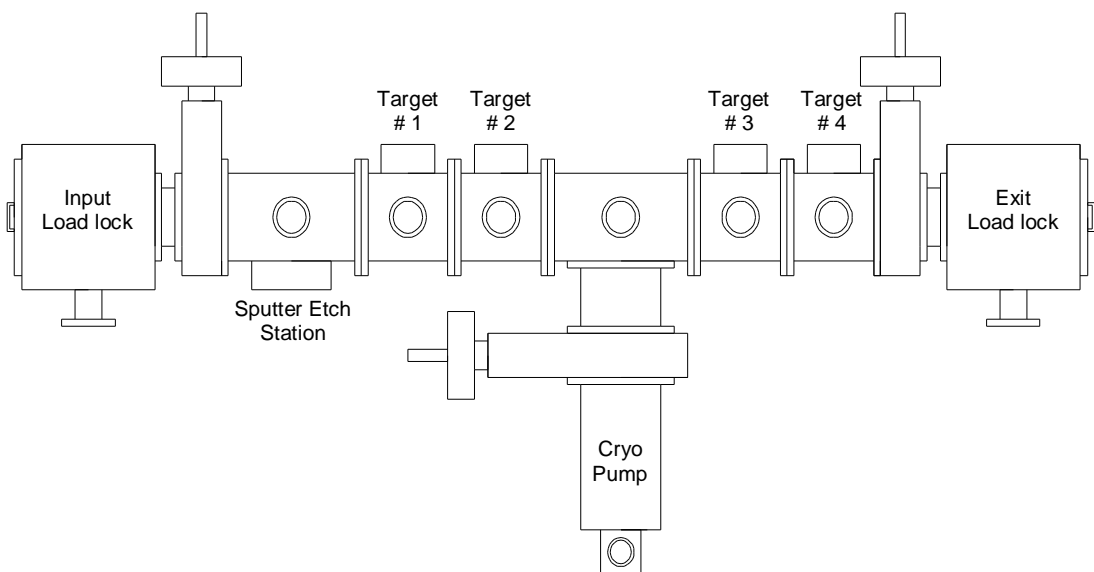 Target
# 1
Target
# 2
Target
# 3
Target
# 4
Input
Load lock
Exit
Load lock
Sputter Etch
Station
Cryo
Pump